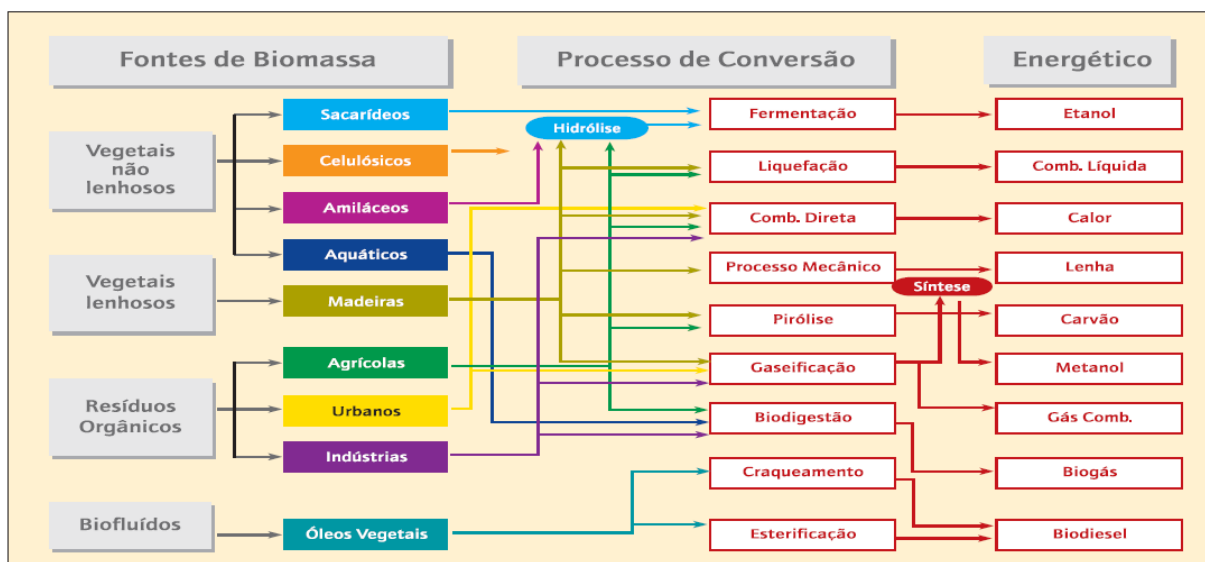 Fontes de Biomassa
Processo de Conversão
Energético
Vegetais
não
lenhosos
Sacarídeos
Celulósicos
Amiláceos
Aquáticos
Vegetais
lenhosos
Madeiras
Resíduos
Orgânicos
Agrícolas
Urbanos
Indústrias
Biofluídos
Óleos Vegetais
Hidrólise
Fermentação
Liquefação
Comb. Direta
Processo Mecânico
Pirólise
Gaseificação
Biodigestão
Craqueamento
Esterificação
Síntese
Etanol
Comb. Líquida
Calor
Lenha
Carvão
Metanol
Gás Comb.
Biogás
Biodiesel